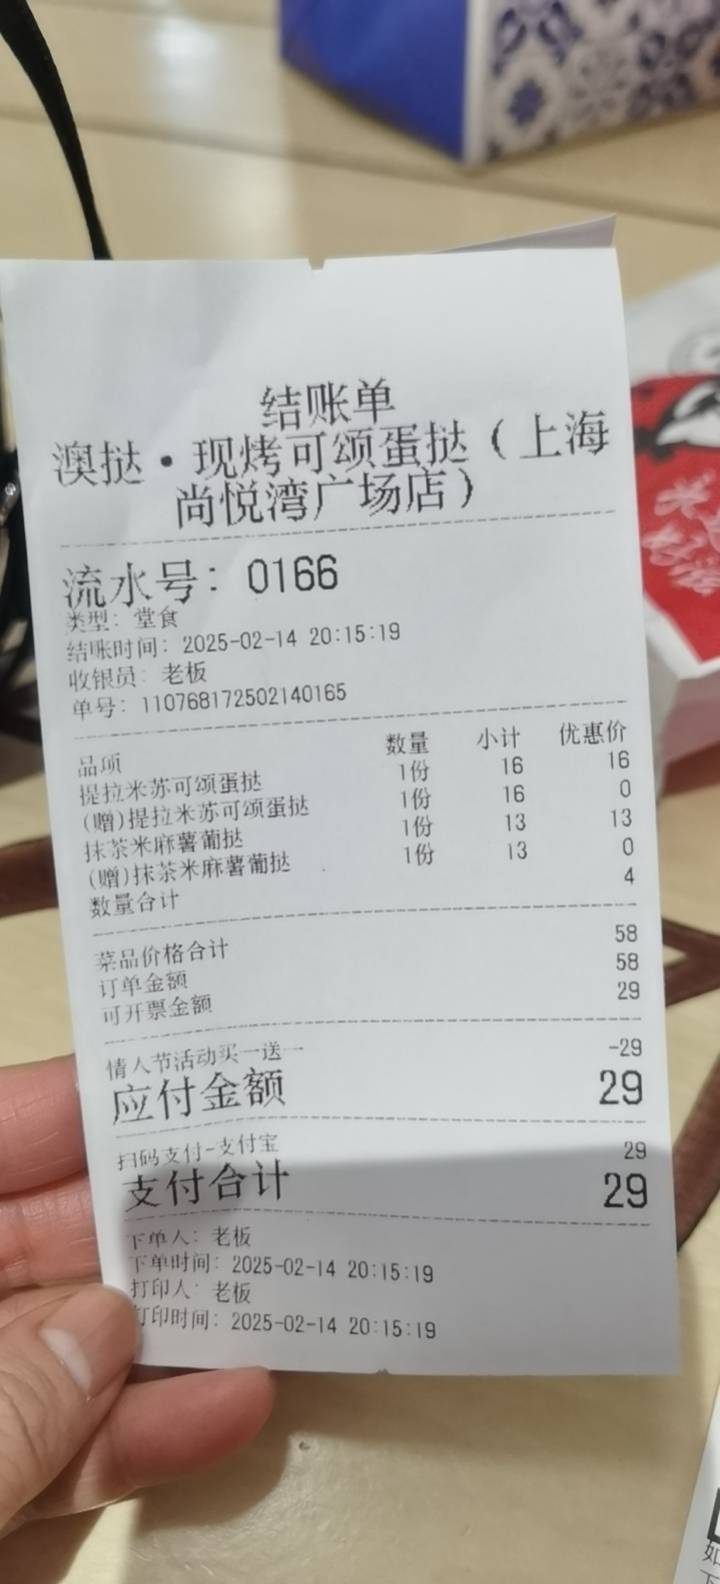 结账单
澳挞·现烤可颂蛋挞（上海
尚悦湾广场店）
流水号: 0166
类型: 堂食
结账时间: 2025-02-14 20:15:19
收银员: 老板
单号: 110768172502140165
品项 数量 小计 优惠价
提拉米苏可颂蛋挞 1份 16 16
(赠)提拉米苏可颂蛋挞 1份 16 0
抹茶米麻薯葡挞 1份 13 13
(赠)抹茶米麻薯葡挞 1份 13 0
数量合计 4
菜品价格合计 58
订单金额 58
可开票金额 29
情人节活动买一送一 -29
应付金额 29
扫码支付-支付宝 29
支付合计 29
下单人: 老板
下单时间: 2025-02-14 20:15:19
打印人: 老板
打印时间: 2025-02-14 20:15:19
如